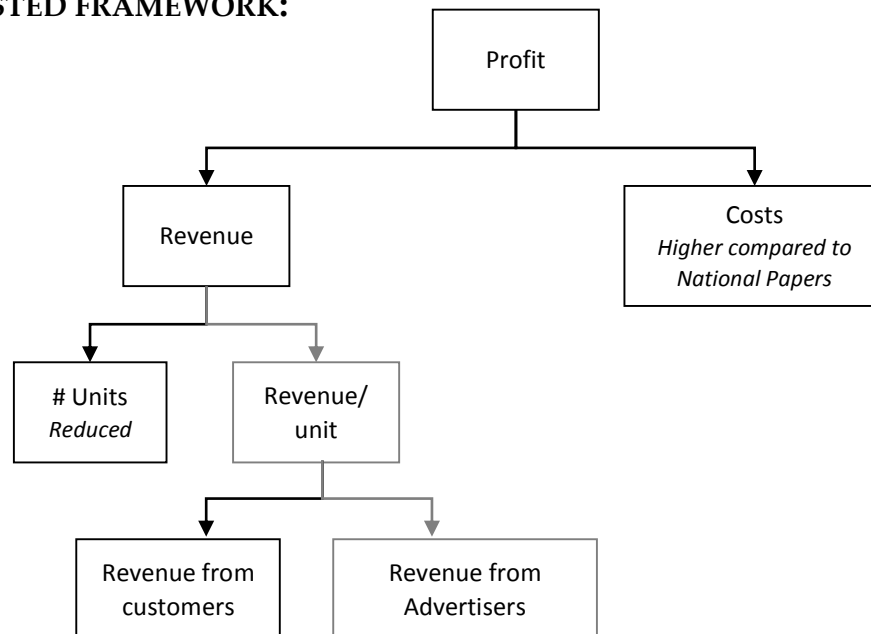 STED FRAMEWORK:
Profit
Revenue
Costs
Higher compared to
National Papers
# Units
Reduced
Revenue/
unit
Revenue from
customers
Revenue from
Advertisers